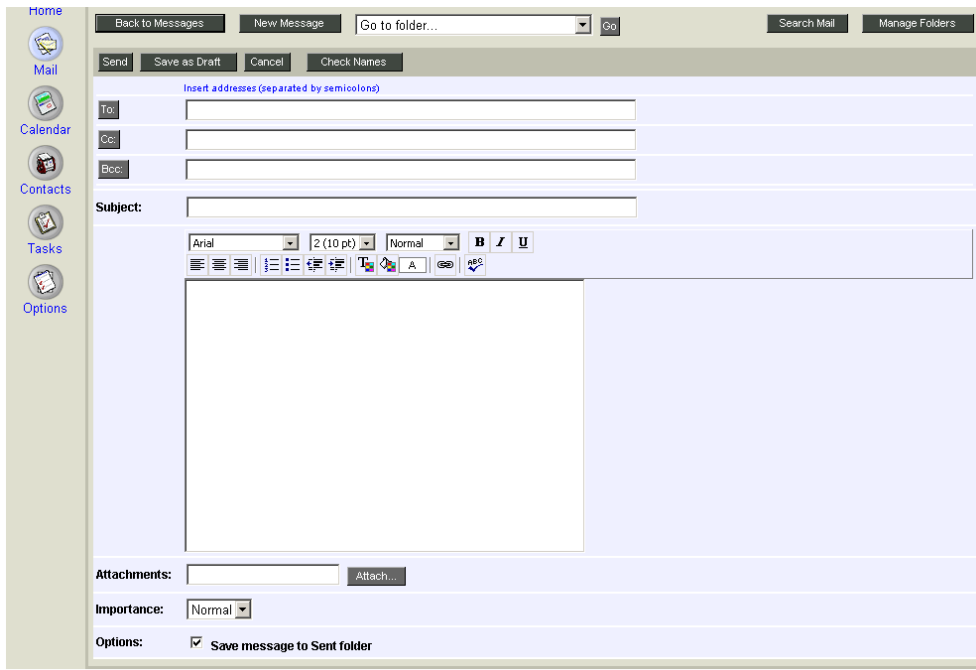 Home
Mail
Calendar
Contacts
Tasks
Options
Back to Messages New Message Go to folder... Go Search Mail Manage Folders
Send Save as Draft Cancel Check Names
Insert addresses (separated by semicolons)
To:
Cc:
Bcc:
Subject:
Arial 2 (10 pt) Normal B I U
A ABC
Attachments: Attach...
Importance: Normal
Options: Save message to Sent folder